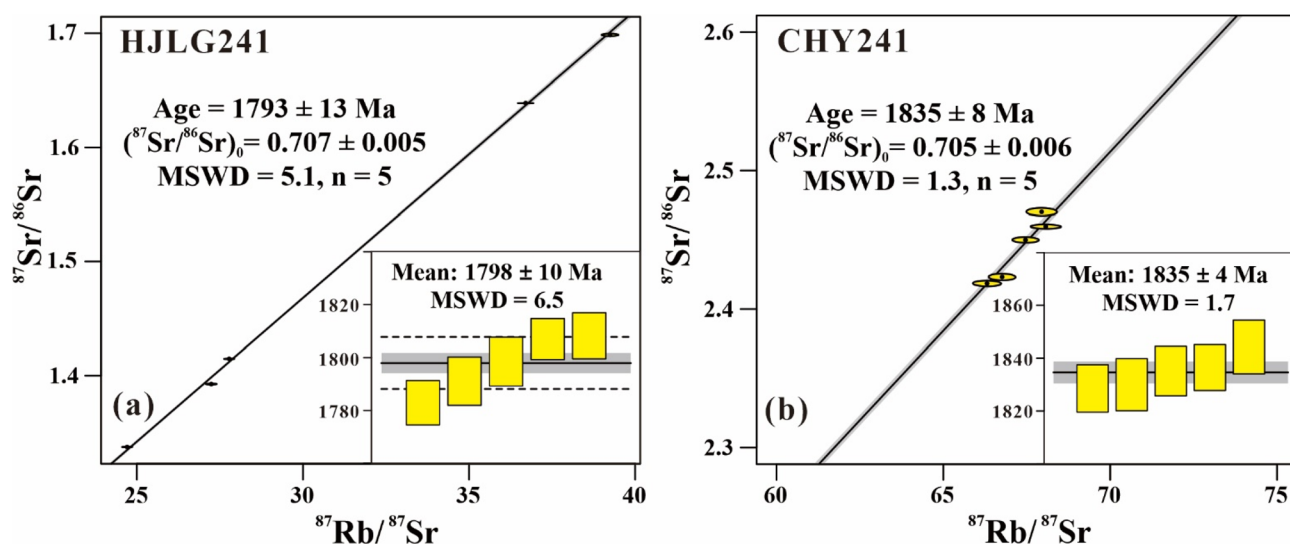 HJLG241
Age = 1793 ± 13 Ma
(⁸⁷Sr/⁸⁶Sr)₀= 0.707 ± 0.005
MSWD = 5.1, n = 5
⁸⁷Sr/⁸⁶Sr
1.7
1.6
1.5
1.4
Mean: 1798 ± 10 Ma
MSWD = 6.5
1820
1800
1780
(a)
25
30
35
40
⁸⁷Rb/⁸⁷Sr
CHY241
Age = 1835 ± 8 Ma
(⁸⁷Sr/⁸⁶Sr)₀= 0.705 ± 0.006
MSWD = 1.3, n = 5
⁸⁷Sr/⁸⁶Sr
2.6
2.5
2.4
2.3
Mean: 1835 ± 4 Ma
MSWD = 1.7
1860
1840
1820
(b)
60
65
70
75
⁸⁷Rb/⁸⁷Sr